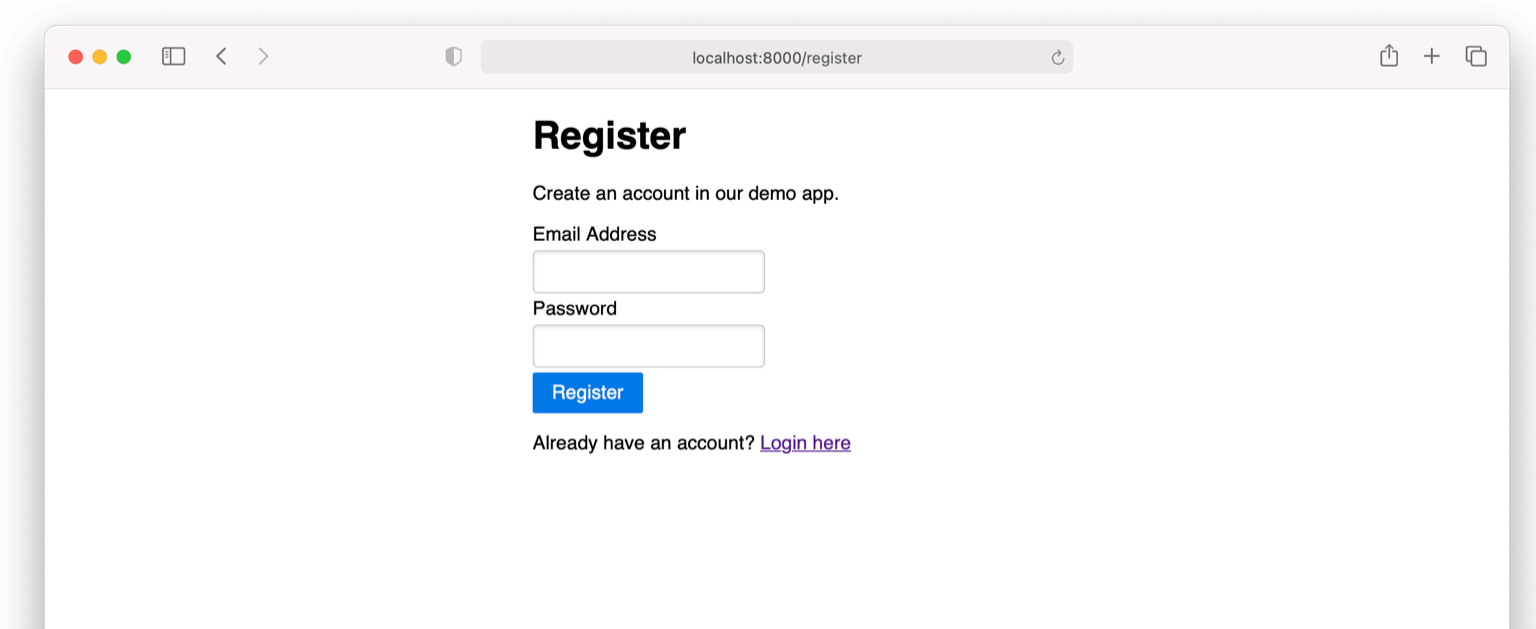 localhost:8000/register
Register
Create an account in our demo app.
Email Address
Password
Register
Already have an account? Login here